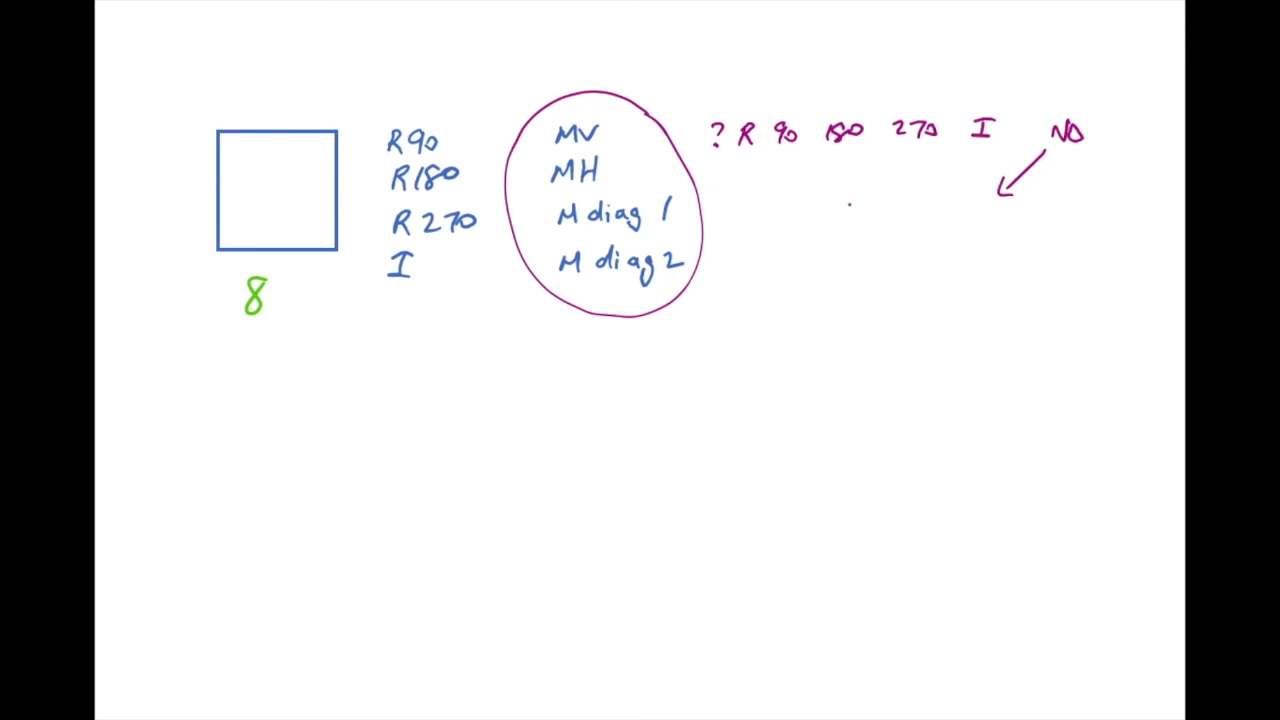 R90
R180
R270
I
MV
MH
M diag 1
M diag 2
? R 90 180 270 I NO
8